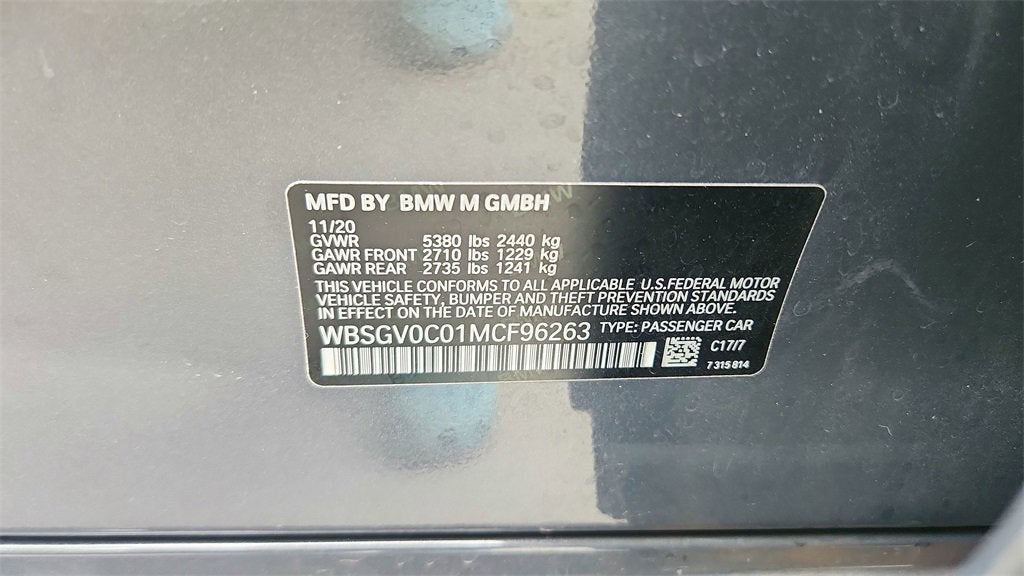 MFD BY BMW M GMBH
11/20
GVWR 5380 lbs 2440 kg
GAWR FRONT 2710 lbs 1229 kg
GAWR REAR 2735 lbs 1241 kg
THIS VEHICLE CONFORMS TO ALL APPLICABLE U.S.FEDERAL MOTOR
VEHICLE SAFETY, BUMPER AND THEFT PREVENTION STANDARDS
IN EFFECT ON THE DATE OF MANUFACTURE SHOWN ABOVE.
WBSGV0C01MCF96263 TYPE: PASSENGER CAR
C17/7
7 315 814